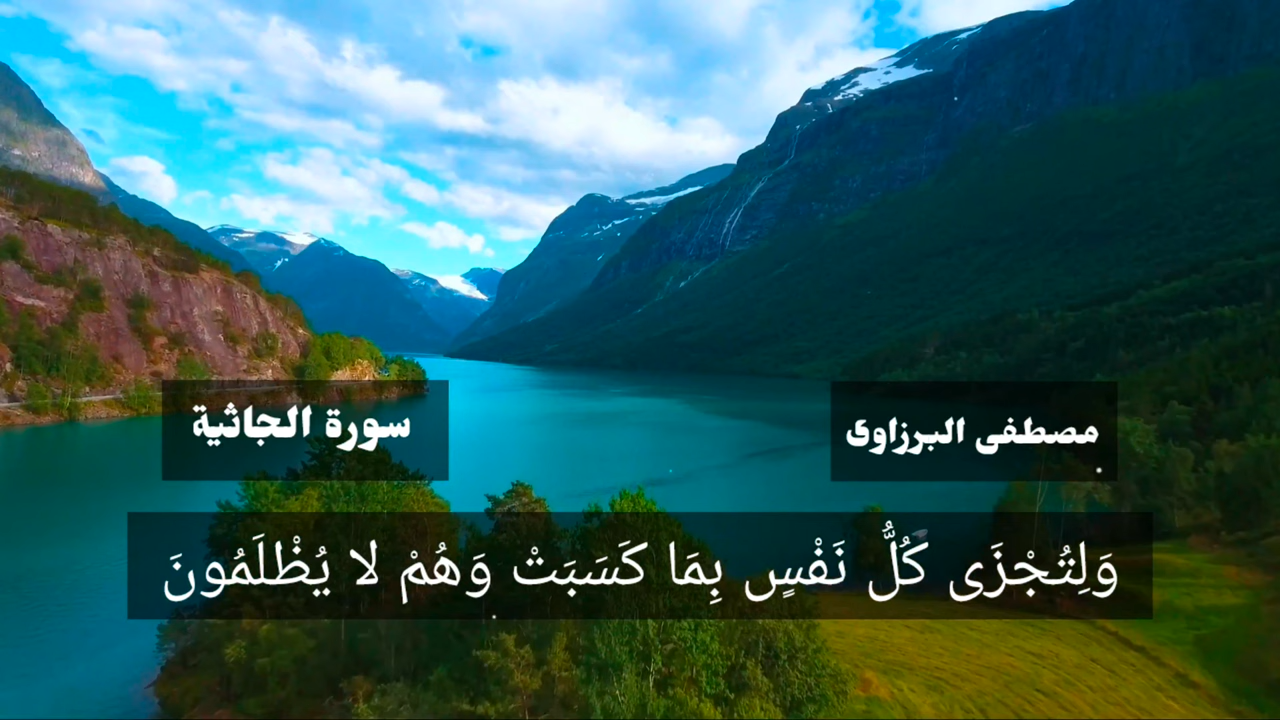 مصطفى البرزاوى
سورة الجاثية
وَلِتُجْزَى كُلُّ نَفْسٍ بِمَا كَسَبَتْ وَهُمْ لا يُظْلَمُونَ